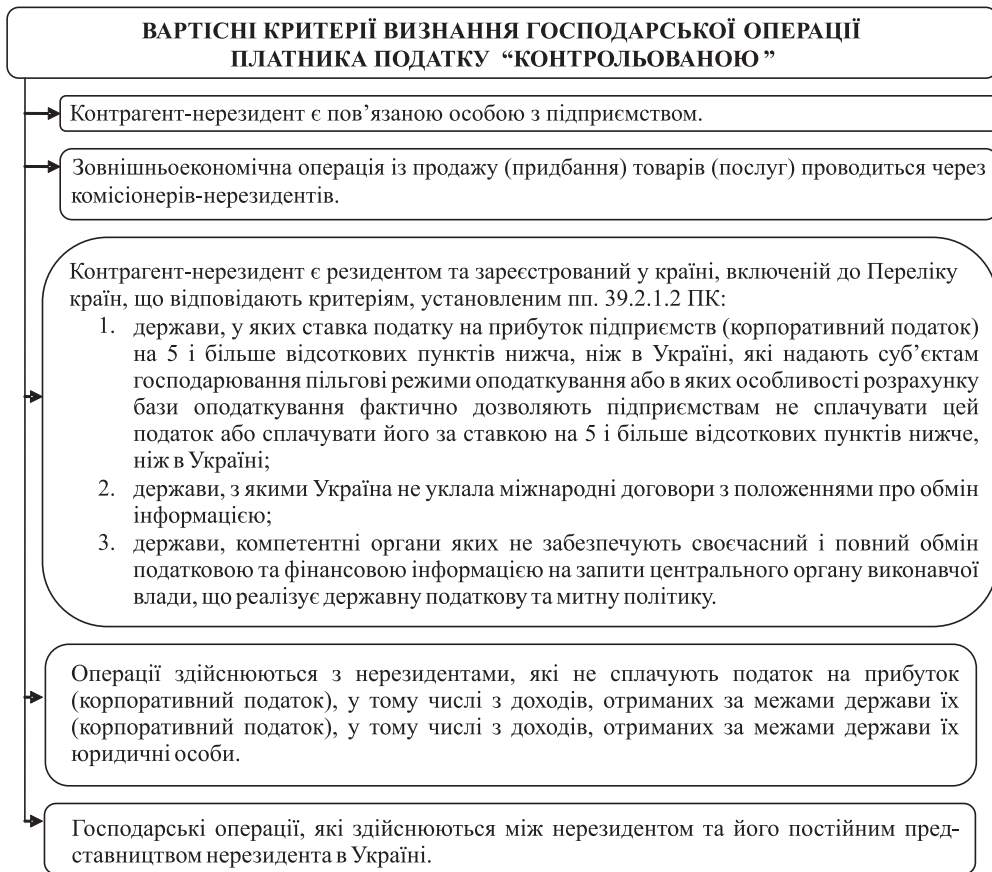 ВАРТІСНІ КРИТЕРІЇ ВИЗНАННЯ ГОСПОДАРСЬКОЇ ОПЕРАЦІЇ
ПЛАТНИКА ПОДАТКУ “КОНТРОЛЬОВАНОЮ ”
Контрагент-нерезидент є пов’язаною особою з підприємством.
Зовнішньоекономічна операція із продажу (придбання) товарів (послуг) проводиться через
комісіонерів-нерезидентів.
Контрагент-нерезидент є резидентом та зареєстрований у країні, включеній до Переліку
країн, що відповідають критеріям, установленим пп. 39.2.1.2 ПК:
1. держави, у яких ставка податку на прибуток підприємств (корпоративний податок)
на 5 і більше відсоткових пунктів нижча, ніж в Україні, які надають суб’єктам
господарювання пільгові режими оподаткування або в яких особливості розрахунку
бази оподаткування фактично дозволяють підприємствам не сплачувати цей
податок або сплачувати його за ставкою на 5 і більше відсоткових пунктів нижче,
ніж в Україні;
2. держави, з якими Україна не уклала міжнародні договори з положеннями про обмін
інформацією;
3. держави, компетентні органи яких не забезпечують своєчасний і повний обмін
податковою та фінансовою інформацією на запити центрального органу виконавчої
влади, що реалізує державну податкову та митну політику.
Операції здійснюються з нерезидентами, які не сплачують податок на прибуток
(корпоративний податок), у тому числі з доходів, отриманих за межами держави їх
(корпоративний податок), у тому числі з доходів, отриманих за межами держави їх
юридичні особи.
Господарські операції, які здійснюються між нерезидентом та його постійним пред-
ставництвом нерезидента в Україні.